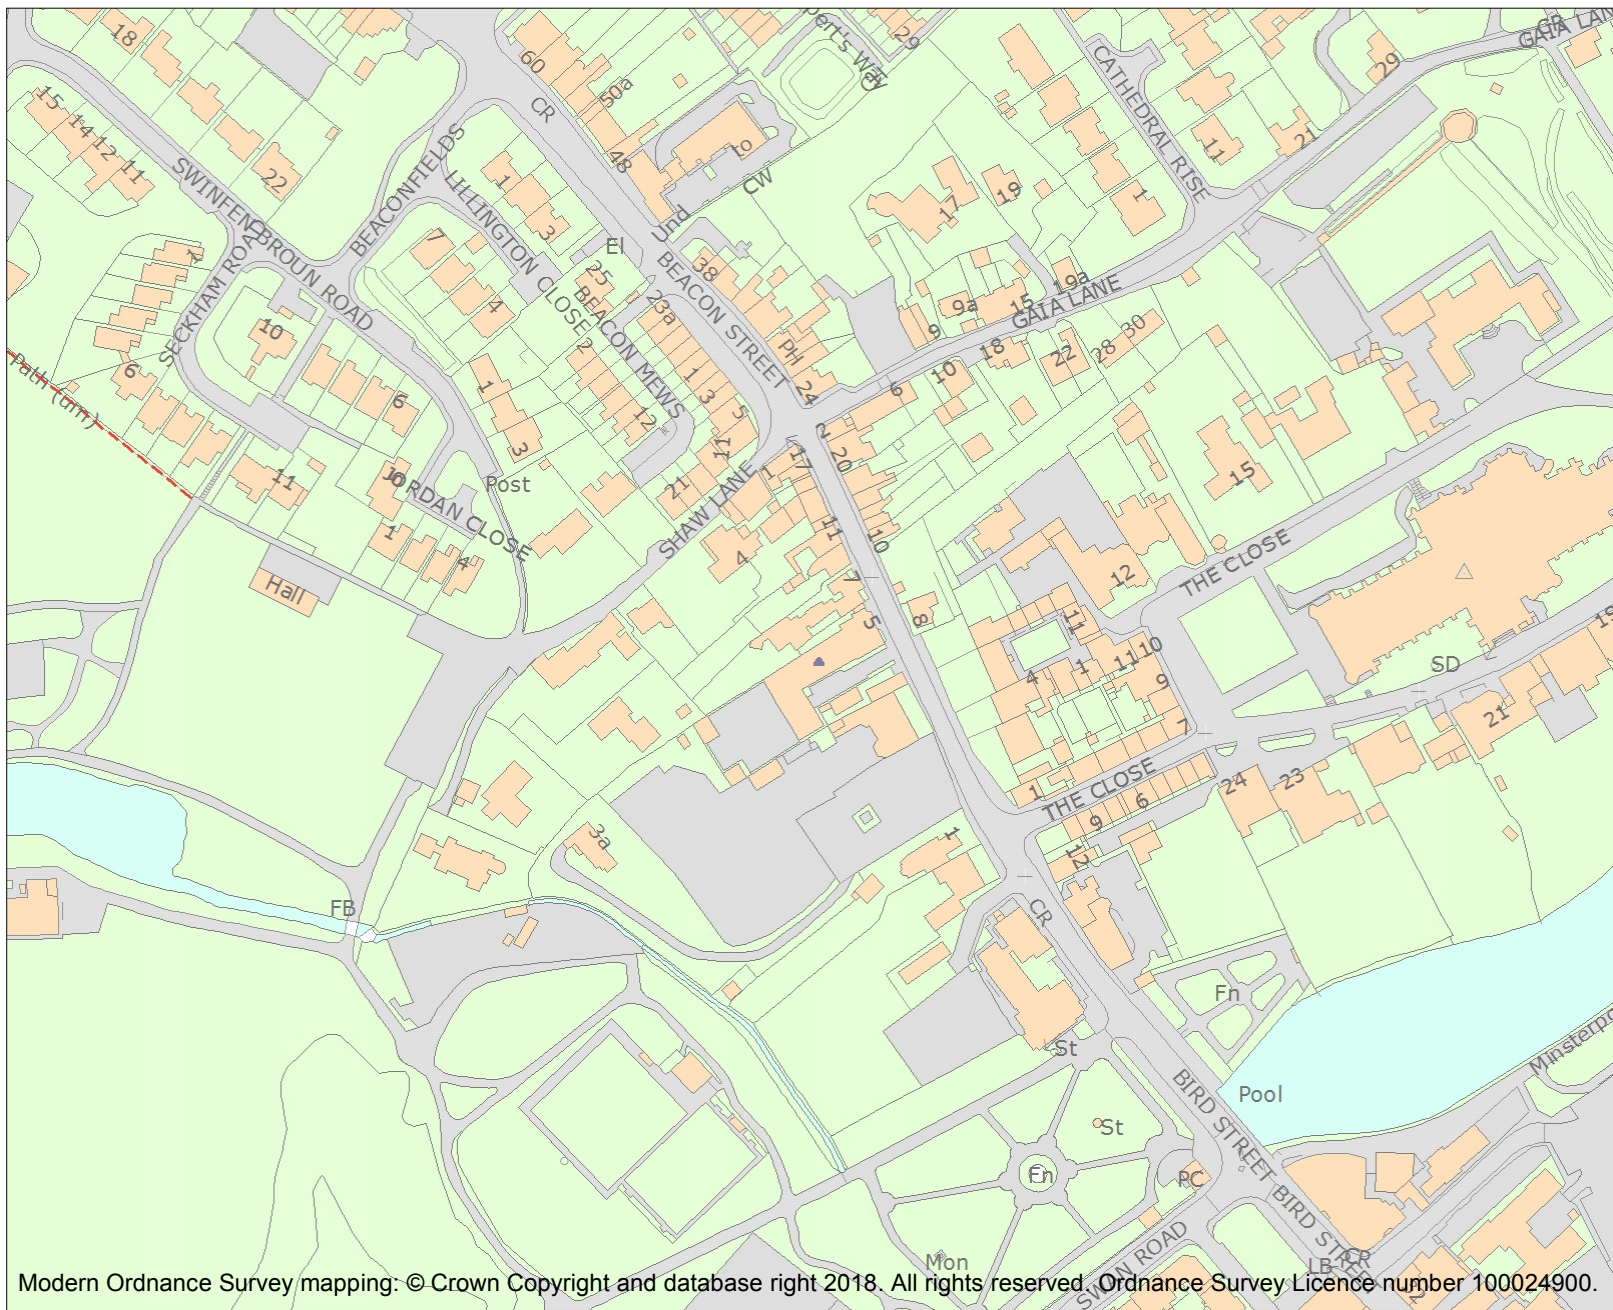 18
60
CR
50a
48
to
CW
29
CATHEDRAL RISE
29
GAIA LANE
21
11
1
15
14
12
11
SWINFEN BROUN ROAD
22
BEACONFIELDS
LILLINGTON CLOSE
1
3
7
4
El
25
38
BEACON STREET
17
19
19a
15
9a
9
GAIA LANE
1
SECKHAM ROAD
10
6
Path (um)
23a
BEACON MEWS
2
12
1
3
5
11
PH
24
6
10
18
22
28
30
6
1
3
Post
2
20
17
1
21
SHAW LANE
11
JORDAN CLOSE
1
4
Hall
4
11
10
7
5
8
15
12
THE CLOSE
11
10
11
1
4
9
7
SD
19
21
1
THE CLOSE
6
9
12
24
23
3a
1
CR
FB
Fn
St
Minsterpo
BIRD STREET
Pool
St
Fn
PC
BIRD STREET
Mon
SWAN ROAD
LB
CR
Modern Ordnance Survey mapping: © Crown Copyright and database right 2018. All rights reserved. Ordnance Survey Licence number 100024900.